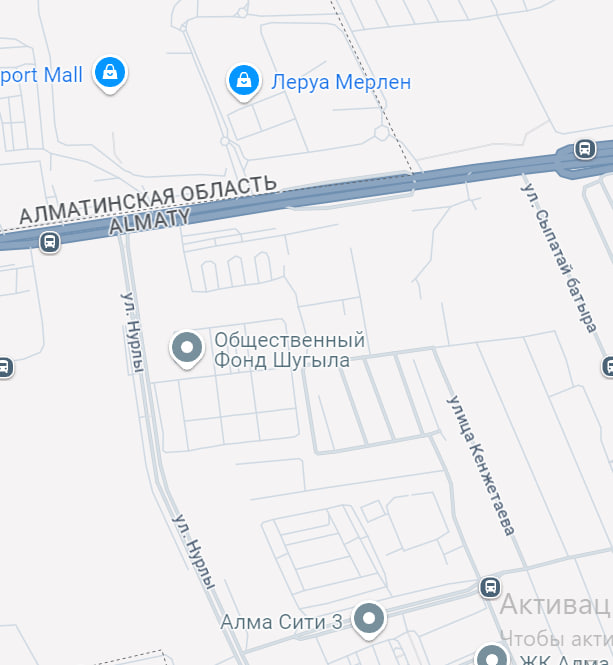 port Mall
Леруа Мерлен
АЛМАТИНСКАЯ ОБЛАСТЬ
ALMATY
ул. Сыпатай батыра
ул. Нурлы
Общественный
Фонд Шугыла
улица Кенжетаева
ул. Нурлы
Алма Сити 3
Активац
Чтобы акти
ЖК Алма